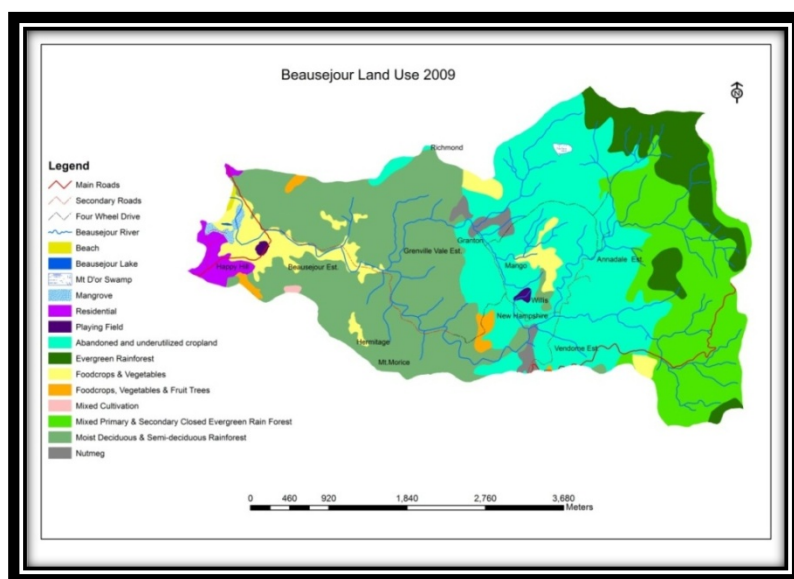 Beausejour Land Use 2009
N
Richmond
Legend
Main Roads
Secondary Roads
Four Wheel Drive
Beausejour River
Beach
Beausejour Lake
Mt D'or Swamp
Mangrove
Residential
Playing Field
Abandoned and underutilized cropland
Evergreen Rainforest
Foodcrops & Vegetables
Foodcrops, Vegetables & Fruit Trees
Mixed Cultivation
Mixed Primary & Secondary Closed Evergreen Rain Forest
Moist Deciduous & Semi-deciduous Rainforest
Nutmeg
Granton
Grenville Vale Est.
Mango
Annadale Est.
Happy Hill
Beausejour Est.
Willis
New Hampshire
Hermitage
Vendome Est.
Mt.Morice
0 460 920 1,840 2,760 3,680
Meters